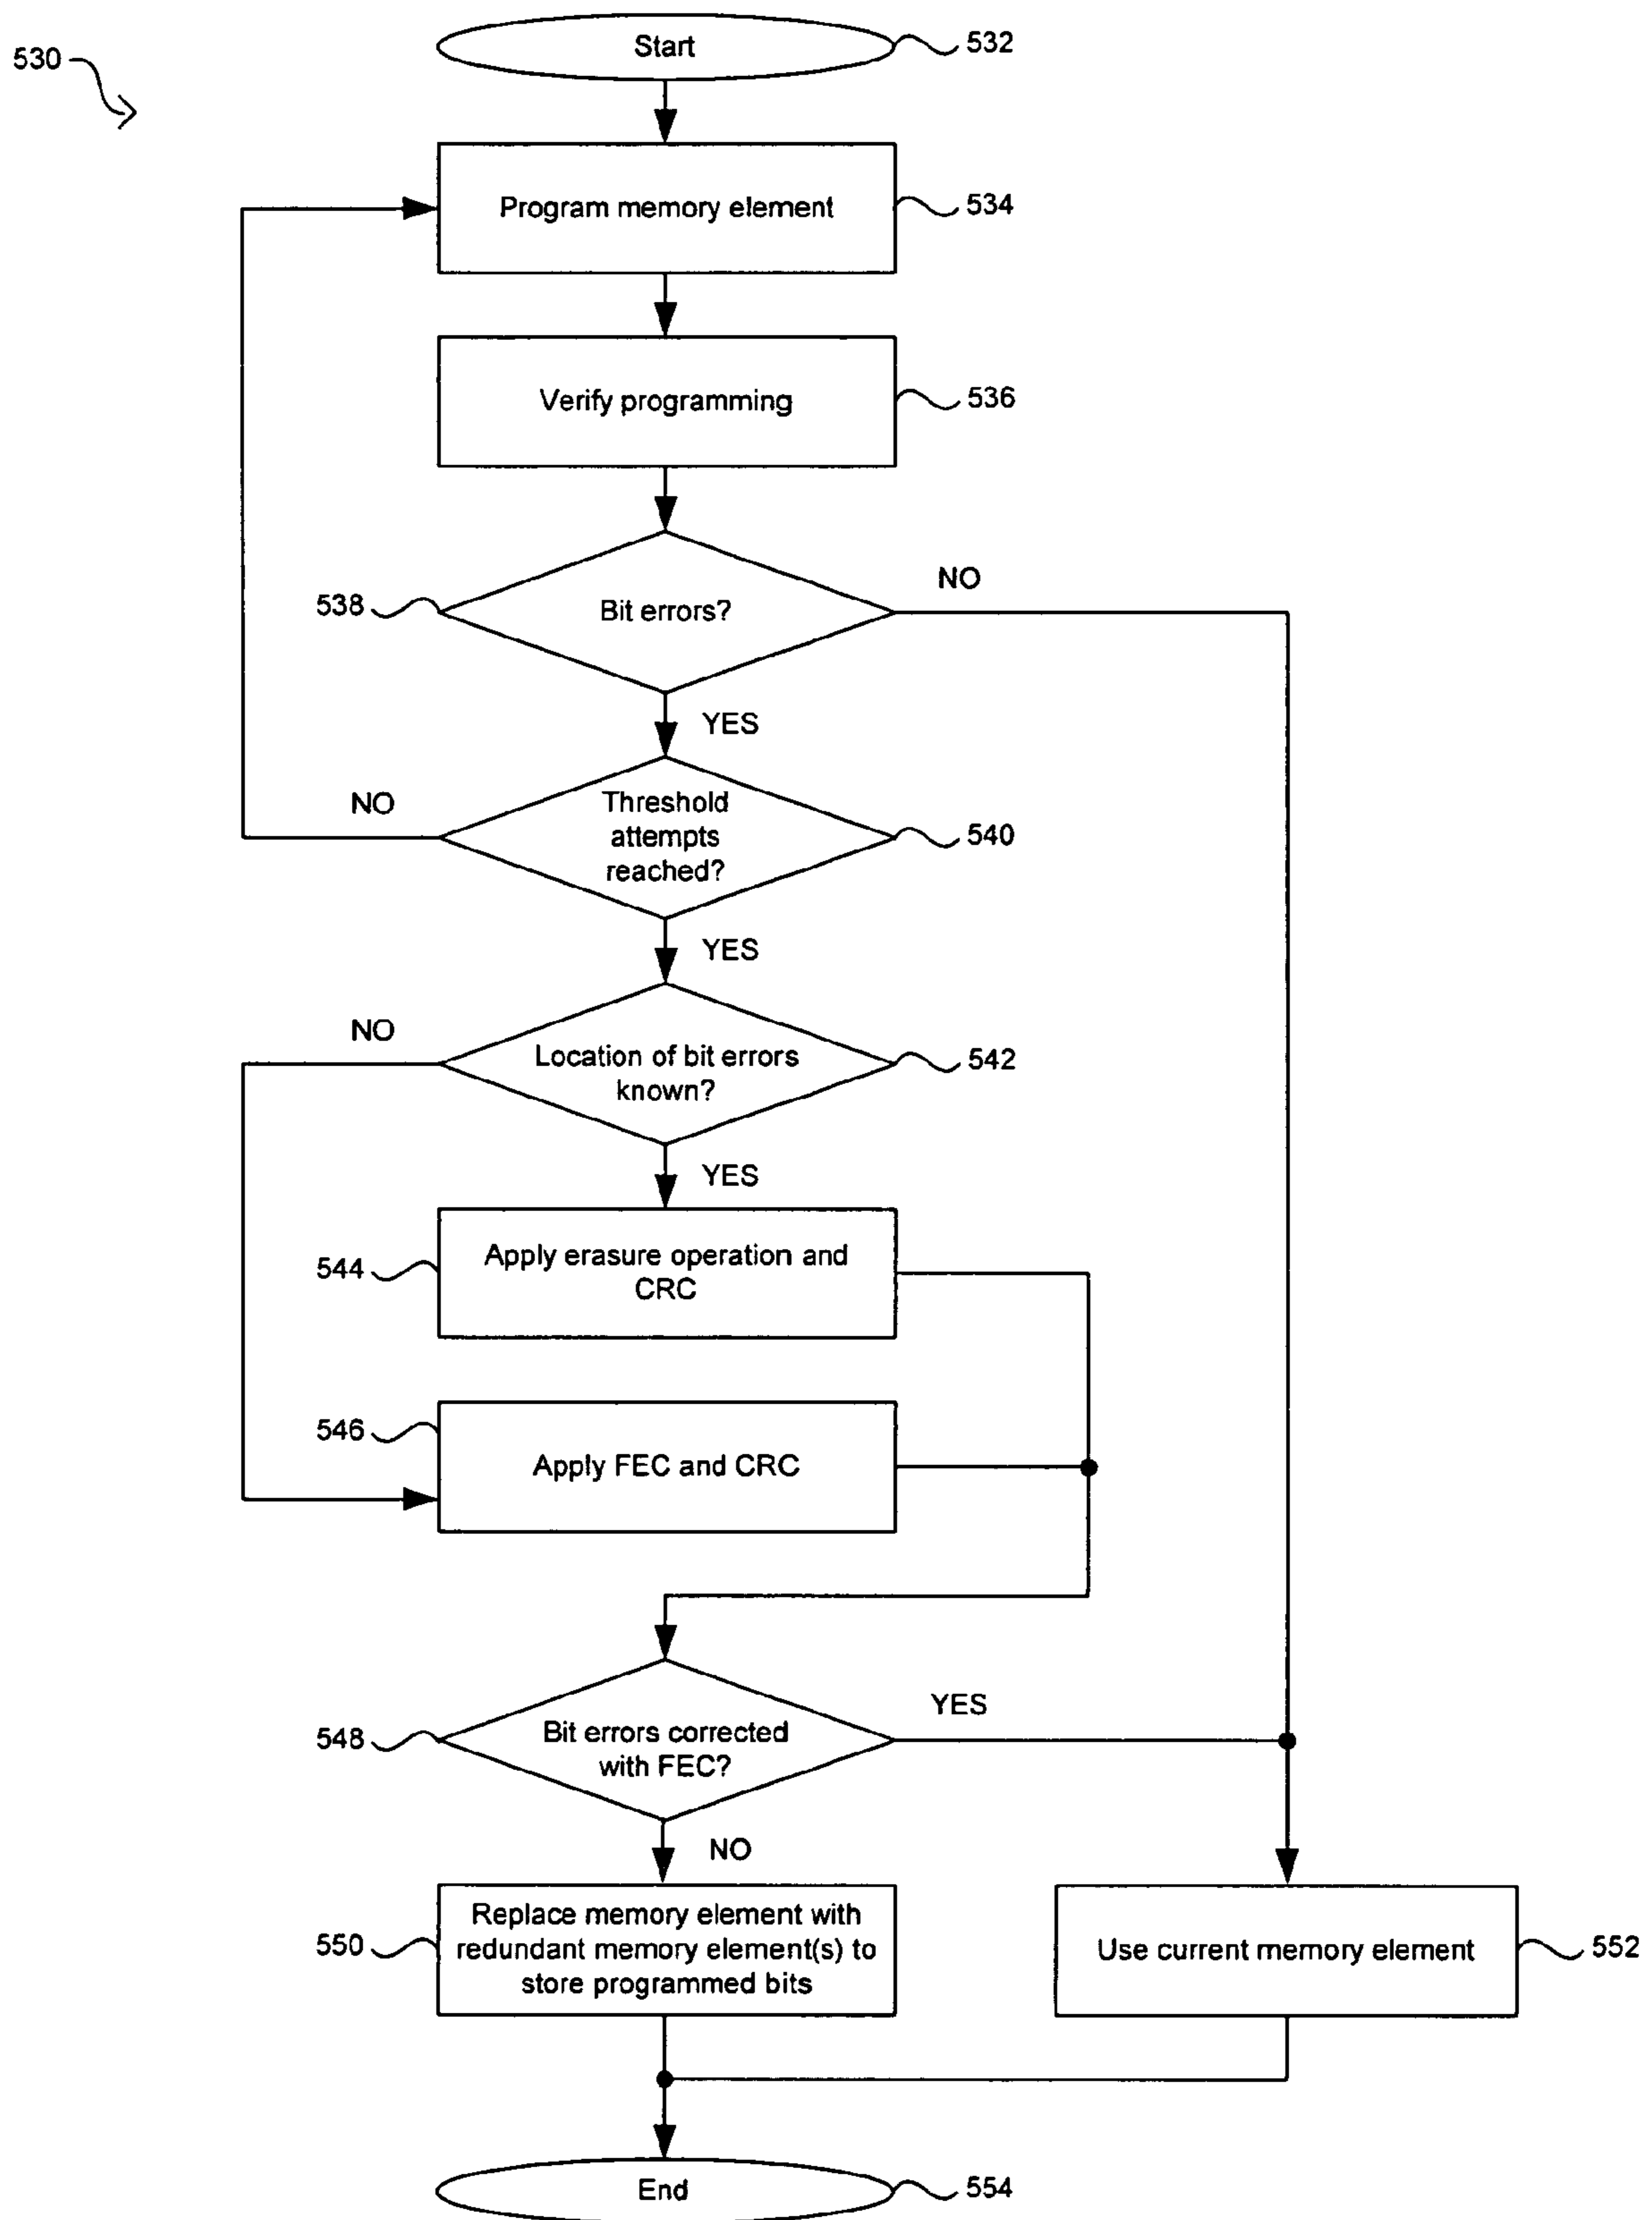 530
Start
532
Program memory element
534
Verify programming
536
538
Bit errors?
NO
YES
NO
Threshold
attempts
reached?
540
YES
NO
Location of bit errors
known?
542
YES
544
Apply erasure operation and
CRC
546
Apply FEC and CRC
548
Bit errors corrected
with FEC?
YES
NO
550
Replace memory element with
redundant memory element(s) to
store programmed bits
Use current memory element
552
End
554